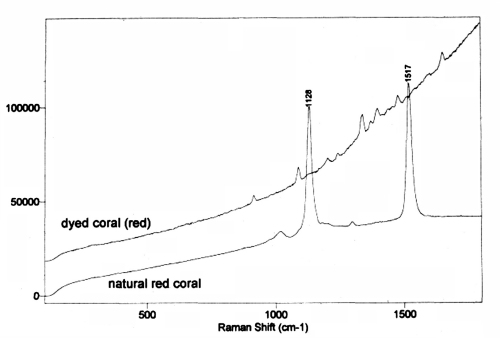 1128
1517
100000
50000
0
dyed coral (red)
natural red coral
500
1000
1500
Raman Shift (cm-1)